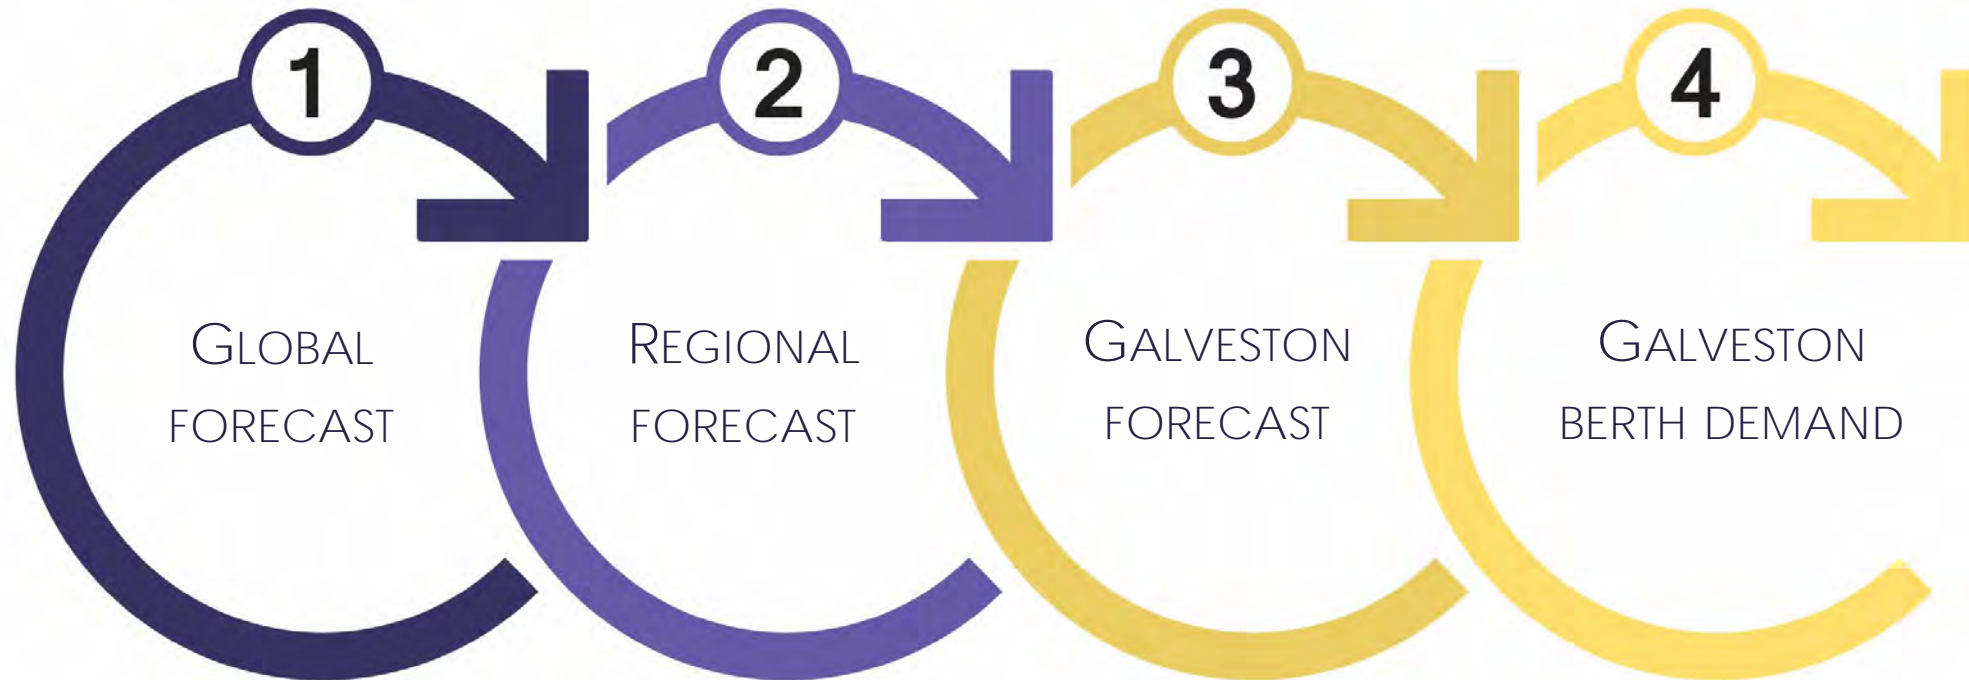 1
GLOBAL
FORECAST
2
REGIONAL
FORECAST
3
GALVESTON
FORECAST
4
GALVESTON
BERTH DEMAND